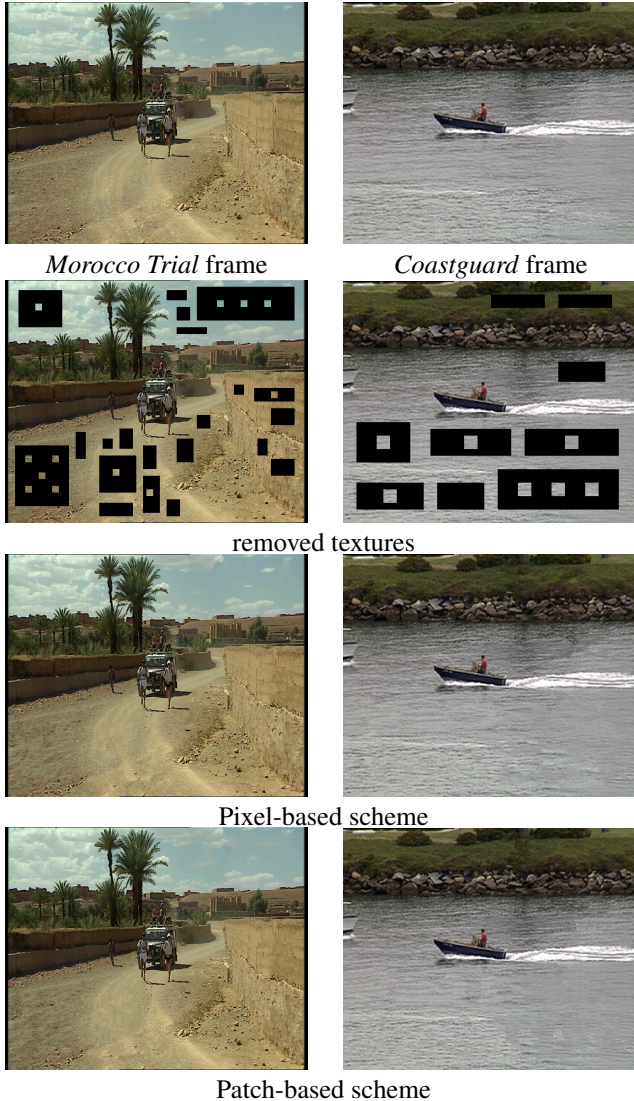 Morocco Trial frame
Coastguard frame
removed textures
Pixel-based scheme
Patch-based scheme